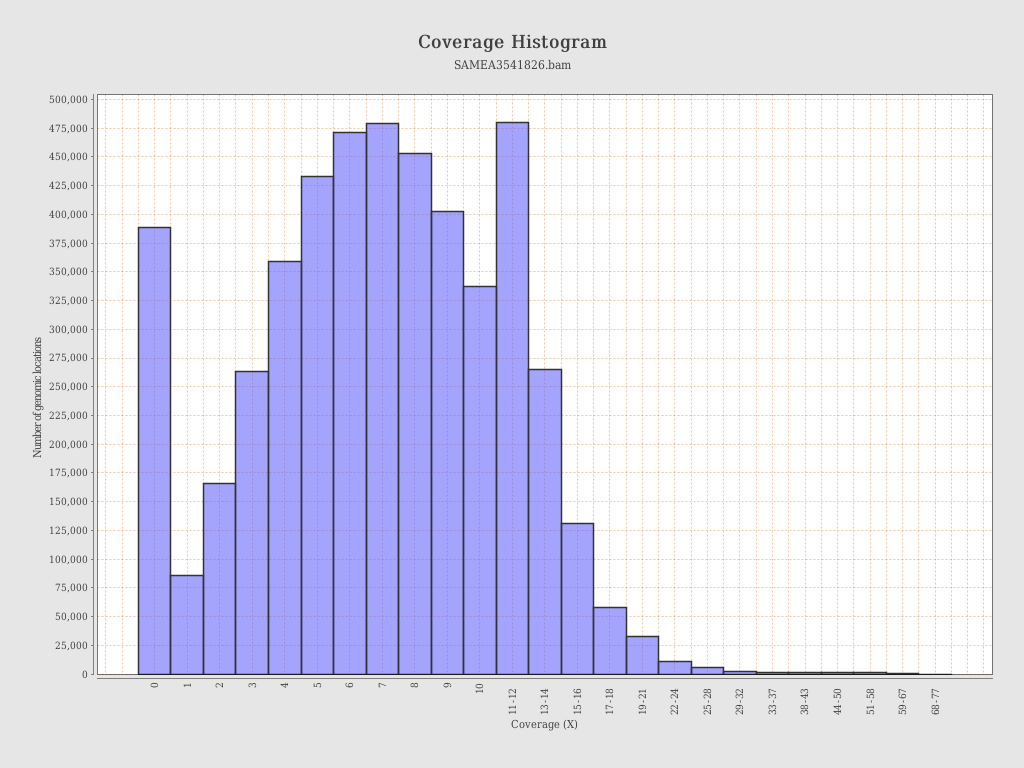 Coverage Histogram
SAMEA3541826.bam
Number of genomic locations
500,000
475,000
450,000
425,000
400,000
375,000
350,000
325,000
300,000
275,000
250,000
225,000
200,000
175,000
150,000
125,000
100,000
75,000
50,000
25,000
0
0
1
2
3
4
5
6
7
8
9
10
11 - 12
13 - 14
15 - 16
17 - 18
19 - 21
22 - 24
25 - 28
29 - 32
33 - 37
38 - 43
44 - 50
51 - 58
59 - 67
68 - 77
Coverage (X)